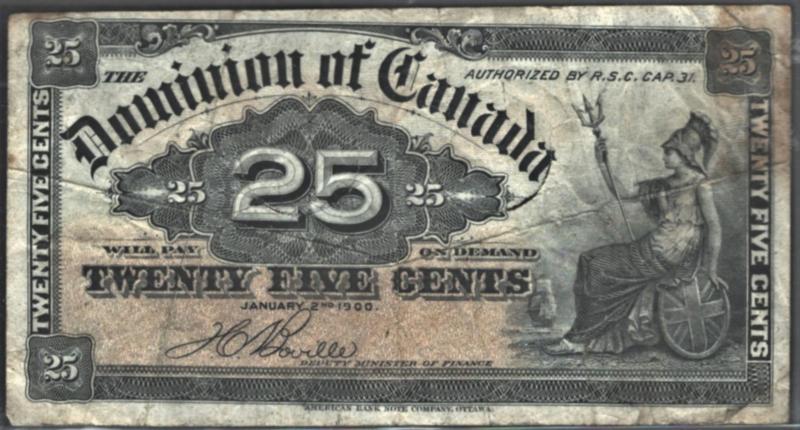 25
25
THE
Dominion of Canada
AUTHORIZED BY R.S.C. CAP. 31.
TWENTY FIVE CENTS
25
25
25
TWENTY FIVE CENTS
WILL PAY
ON DEMAND
TWENTY FIVE CENTS
JANUARY 2ND 1900.
H C Boville
DEPUTY MINISTER OF FINANCE
25
AMERICAN BANK NOTE COMPANY, OTTAWA.